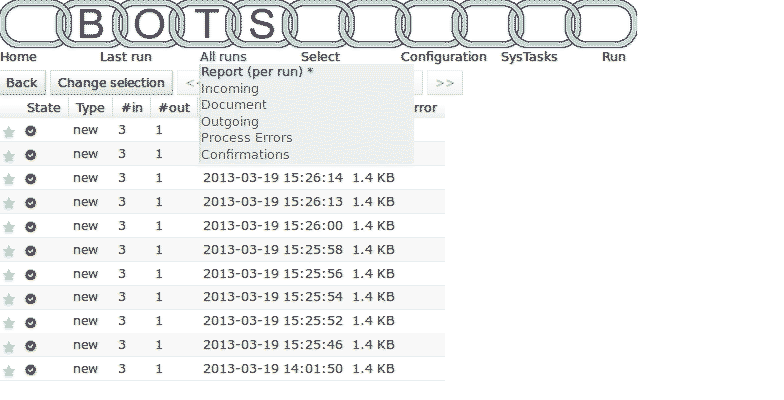 BOTS
Home Last run All runs Select Configuration SysTasks Run
Back Change selection >>
Report (per run) *
Incoming
Document
Outgoing
Process Errors
Confirmations
State Type #in #out
new 3 1
new 3 1
new 3 1 2013-03-19 15:26:14 1.4 KB
new 3 1 2013-03-19 15:26:13 1.4 KB
new 3 1 2013-03-19 15:26:00 1.4 KB
new 3 1 2013-03-19 15:25:58 1.4 KB
new 3 1 2013-03-19 15:25:56 1.4 KB
new 3 1 2013-03-19 15:25:54 1.4 KB
new 3 1 2013-03-19 15:25:52 1.4 KB
new 3 1 2013-03-19 15:25:46 1.4 KB
new 3 1 2013-03-19 14:01:50 1.4 KB